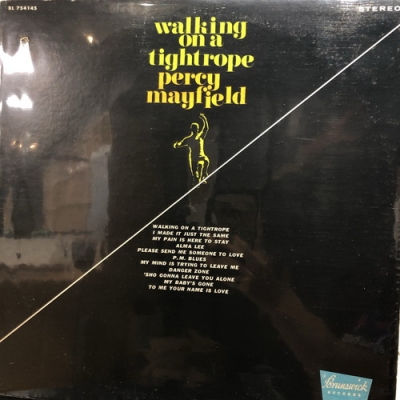 BL 754145
STEREO
walking
on a
tightrope
percy
mayfield
WALKING ON A TIGHTROPE
I MADE IT JUST THE SAME
MY PAIN IS HERE TO STAY
ALMA LEE
PLEASE SEND ME SOMEONE TO LOVE
P.M. BLUES
MY MIND IS TRYING TO LEAVE ME
DANGER ZONE
'SHO GONNA LEAVE YOU ALONE
MY BABY'S GONE
TO ME YOUR NAME IS LOVE
Brunswick
RECORDS